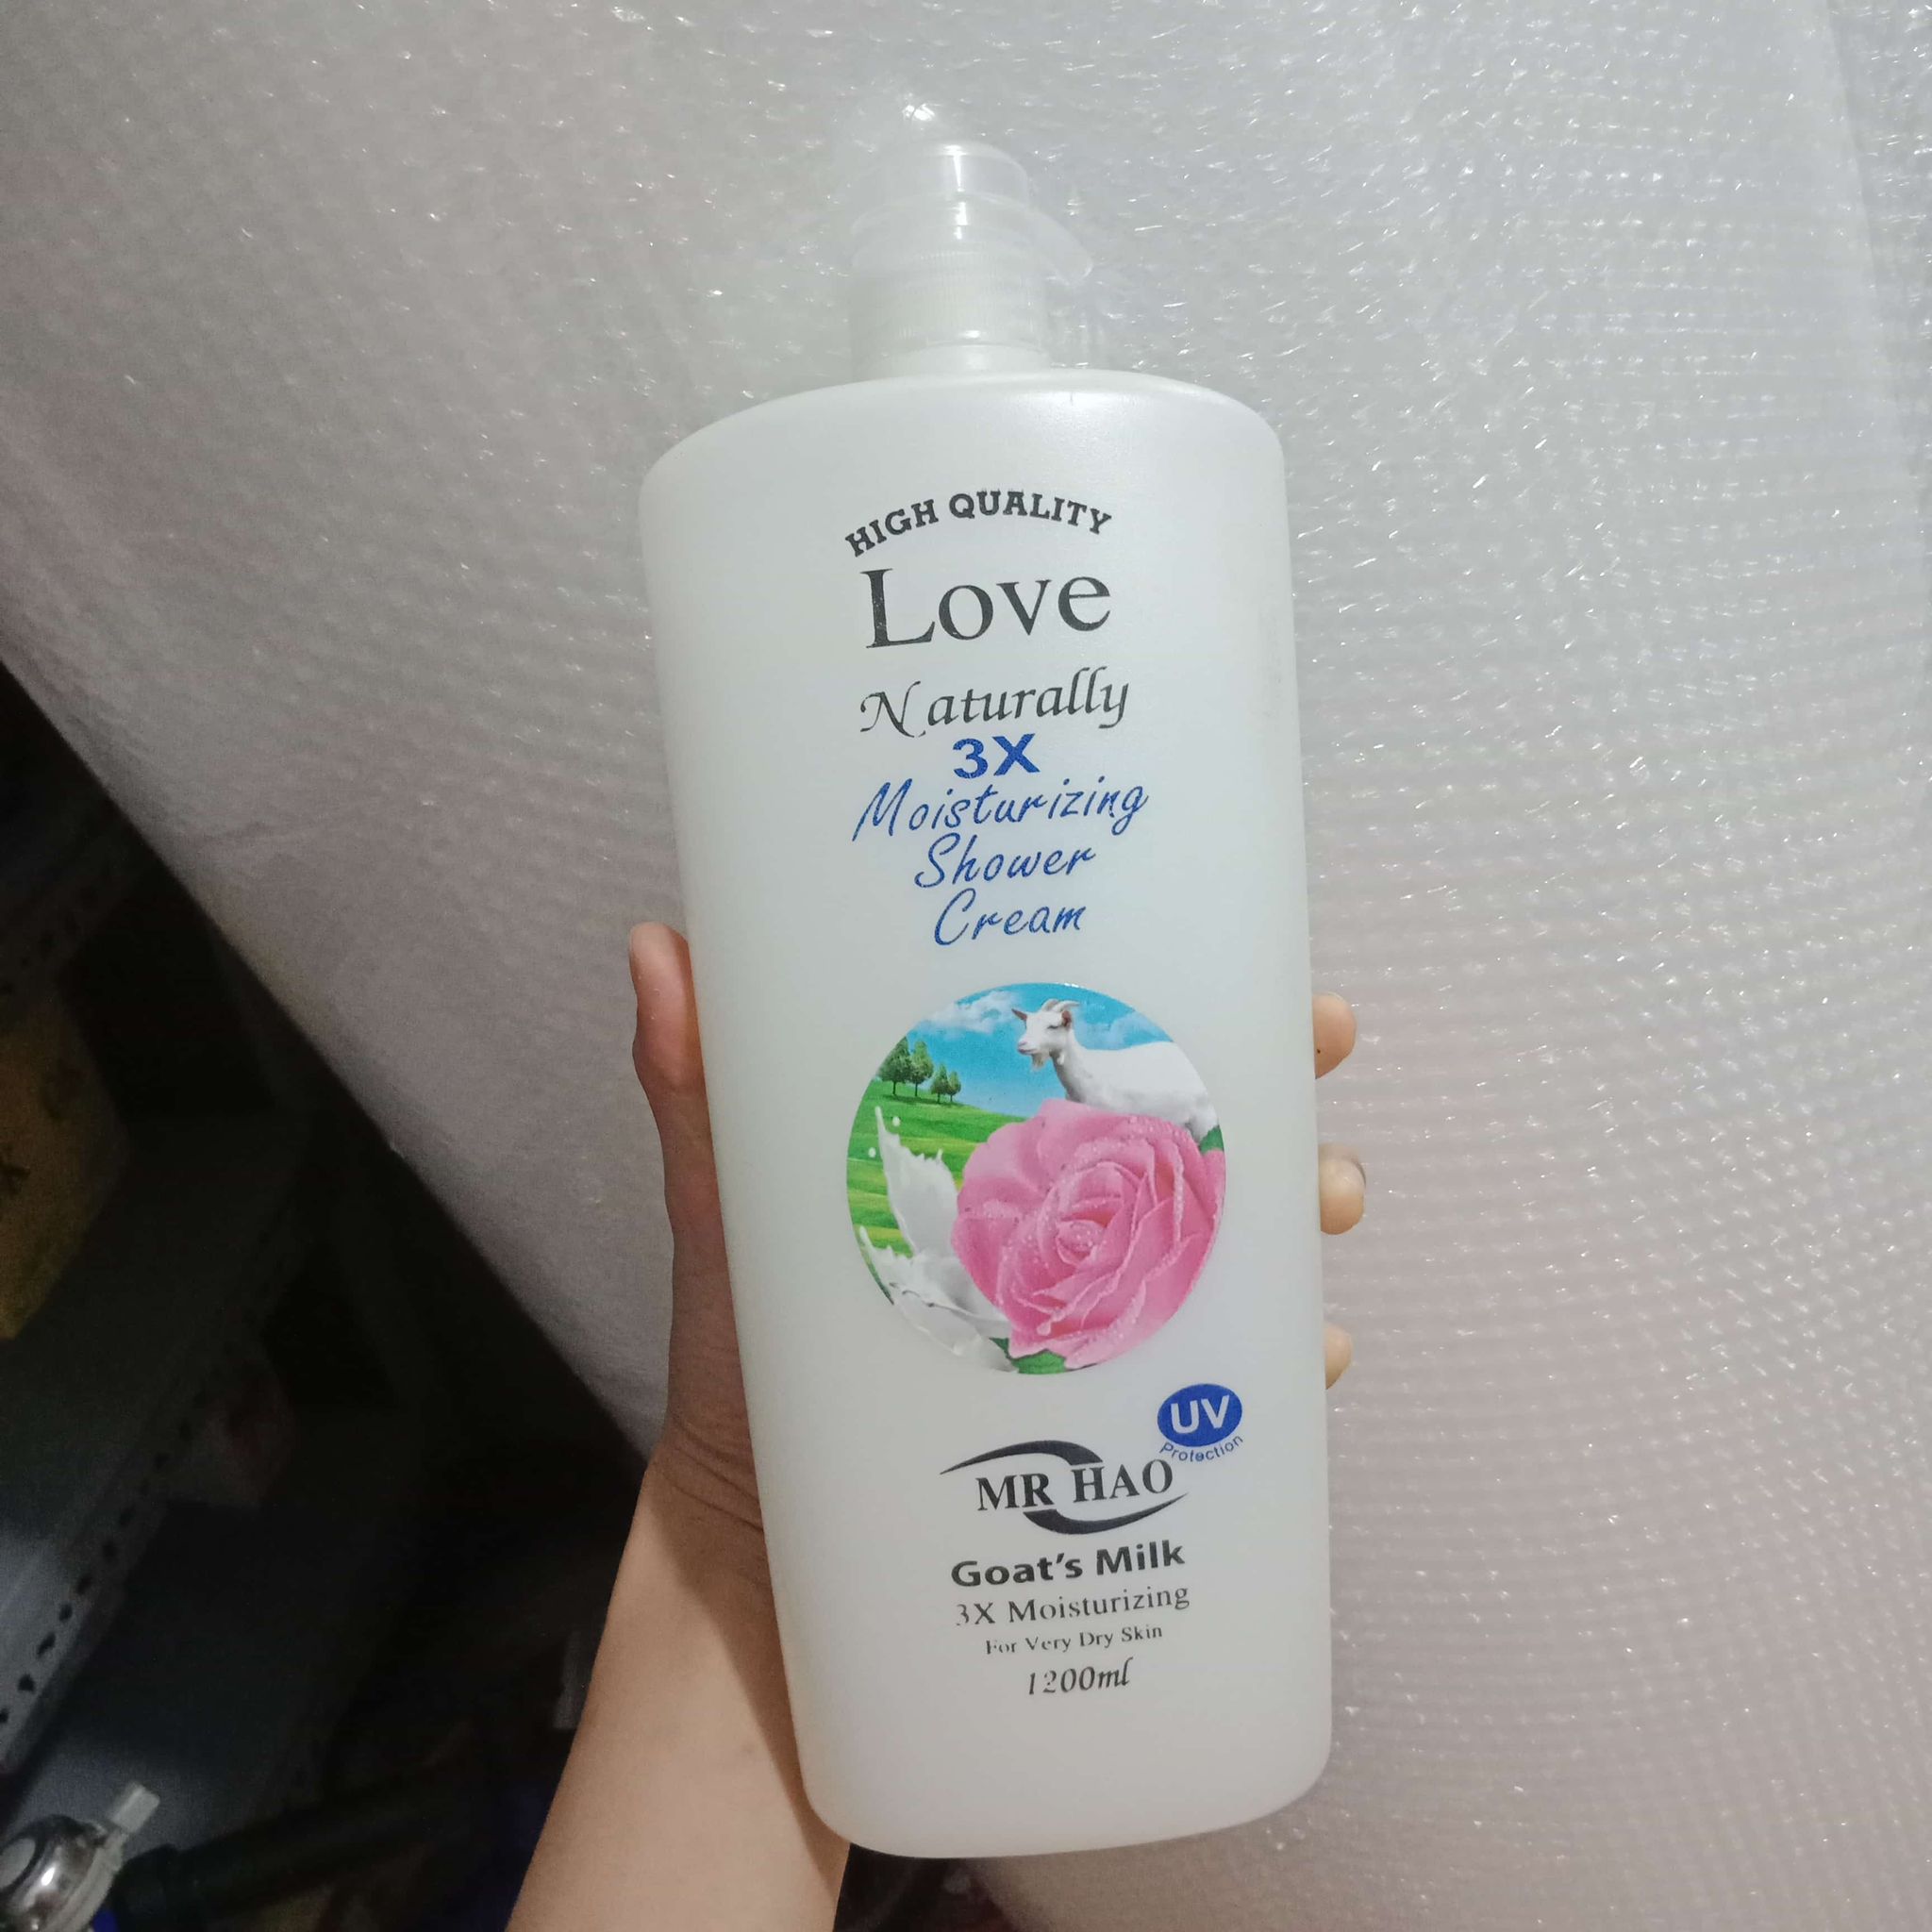 HIGH QUALITY
Love
Naturally
3X
Moisturizing
Shower
Cream
UV
Protection
MR HAO
Goat's Milk
3X Moisturizing
For Very Dry Skin
1200ml